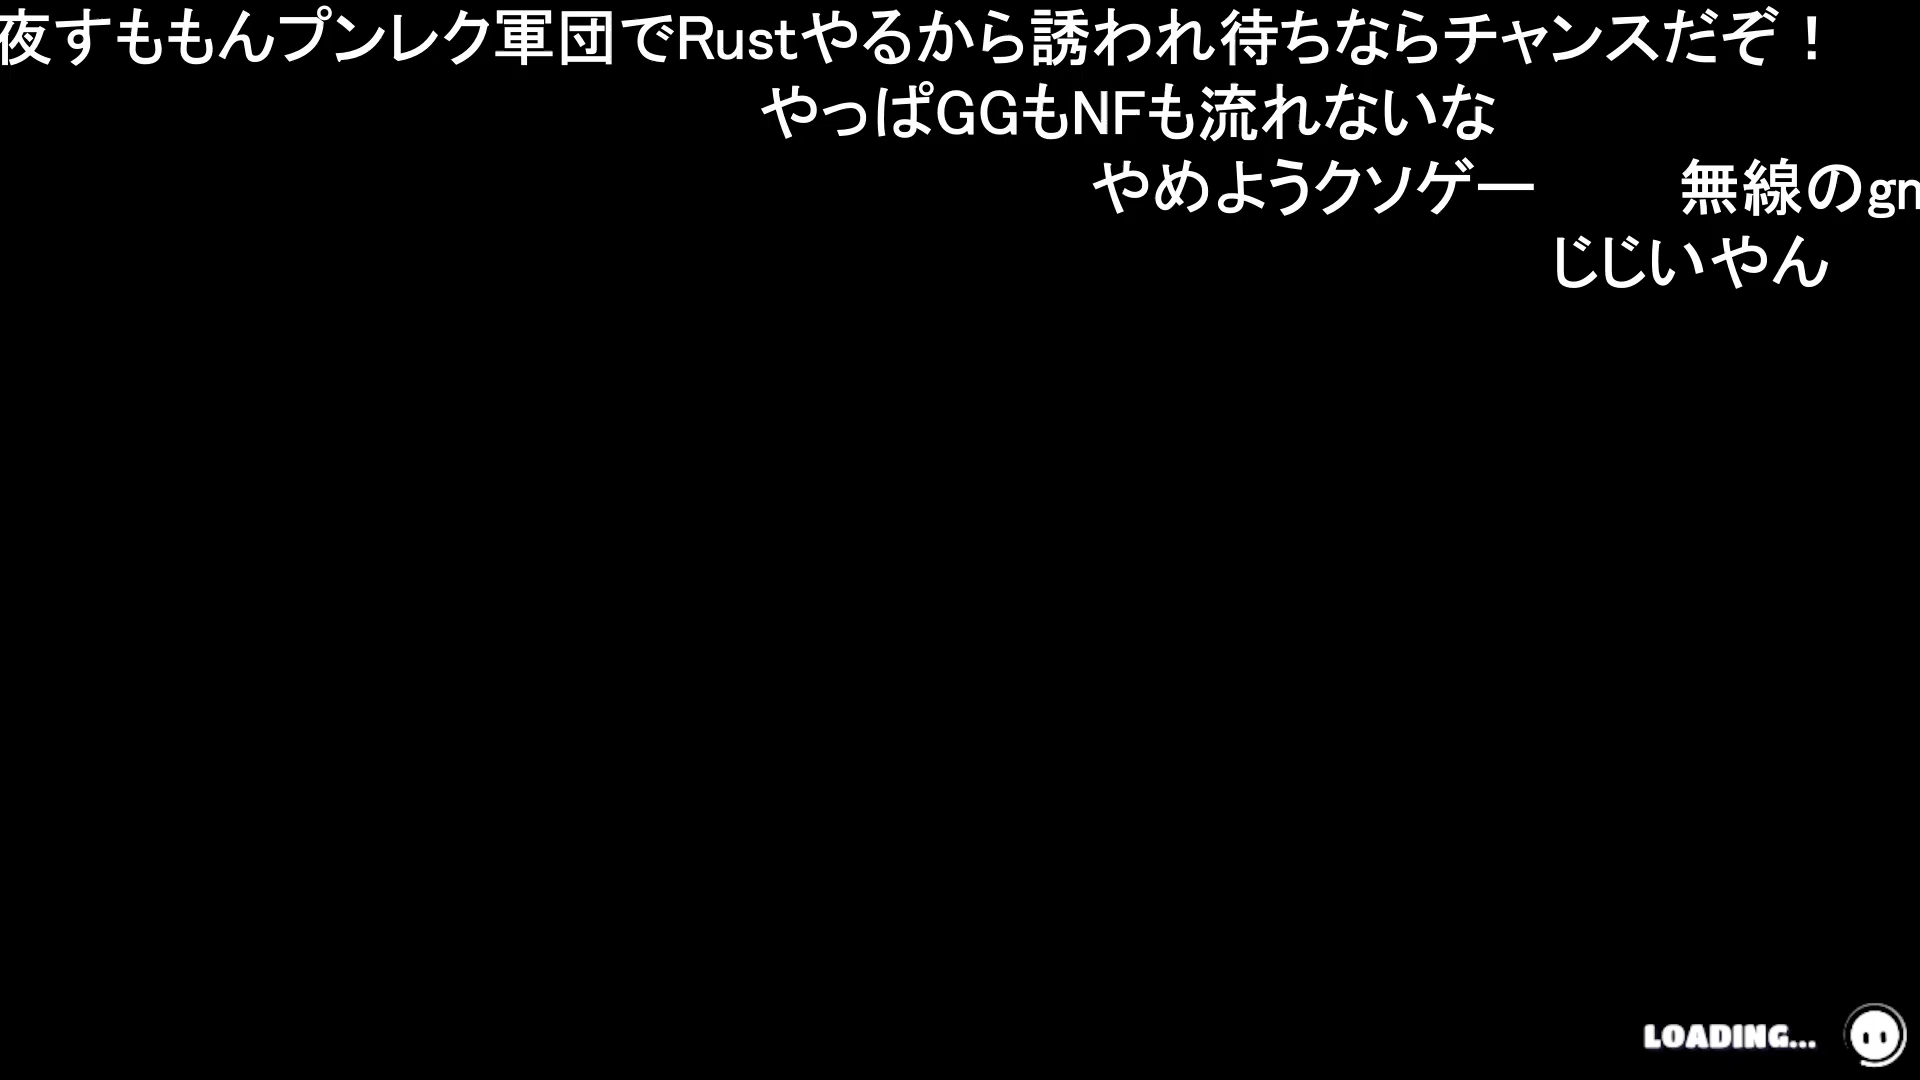 夜すももんプンレク軍団でRustやるから誘われ待ちならチャンスだぞ！
やっぱGGもNFも流れないな
やめようクソゲー
無線のgn
じじいやん
LOADING...